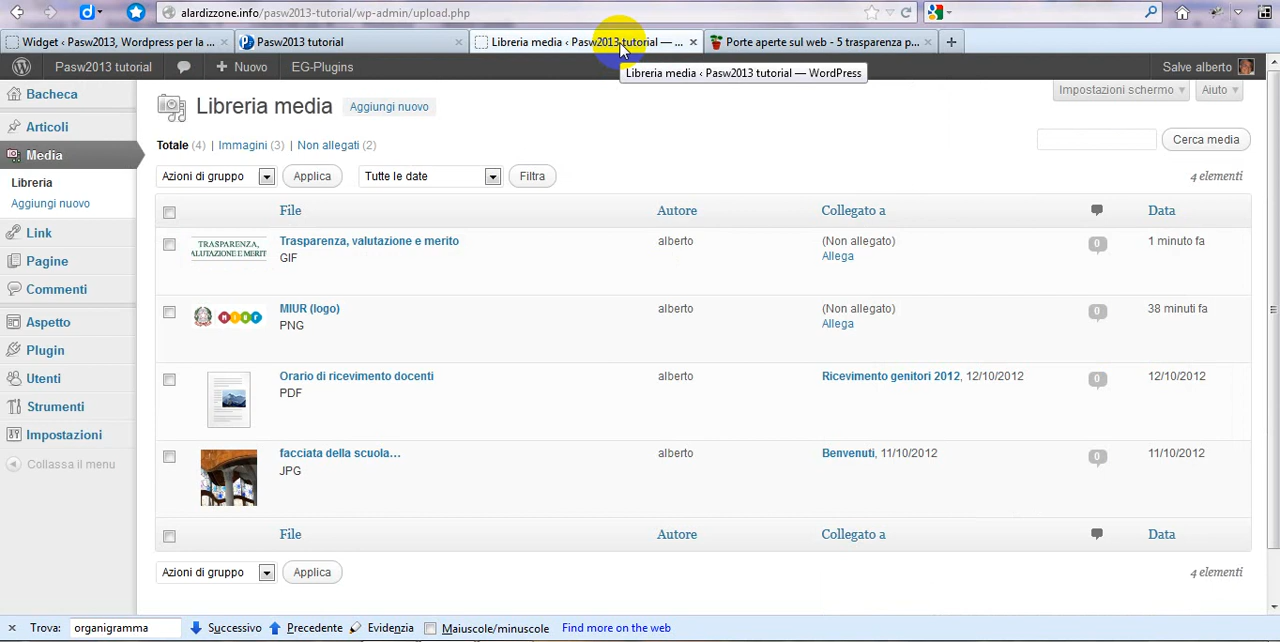 alardizzone.info/pasw2013-tutorial/wp-admin/upload.php
Widget ‹ Pasw2013, Wordpress per la ...
Pasw2013 tutorial
Libreria media ‹ Pasw2013 tutorial — ...
Porte aperte sul web - 5 trasparenza p...
Pasw2013 tutorial
Nuovo
EG-Plugins
Libreria media ‹ Pasw2013 tutorial — WordPress
Salve alberto
Bacheca
Articoli
Media
Libreria
Aggiungi nuovo
Link
Pagine
Commenti
Aspetto
Plugin
Utenti
Strumenti
Impostazioni
Collassa il menu
Impostazioni schermo
Aiuto
Libreria media
Aggiungi nuovo
Totale (4) | Immagini (3) | Non allegati (2)
Cerca media
Azioni di gruppo
Applica
Tutte le date
Filtra
4 elementi
File
Autore
Collegato a
Data
TRASPARENZA,
ALUTAZIONE E MERIT
Trasparenza, valutazione e merito
GIF
alberto
(Non allegato)
Allega
0
1 minuto fa
MIUR (logo)
PNG
alberto
(Non allegato)
Allega
0
38 minuti fa
Orario di ricevimento docenti
PDF
alberto
Ricevimento genitori 2012, 12/10/2012
0
12/10/2012
facciata della scuola…
JPG
alberto
Benvenuti, 11/10/2012
0
11/10/2012
File
Autore
Collegato a
Data
Azioni di gruppo
Applica
4 elementi
Trova:
organigramma
Successivo
Precedente
Evidenzia
Maiuscole/minuscole
Find more on the web